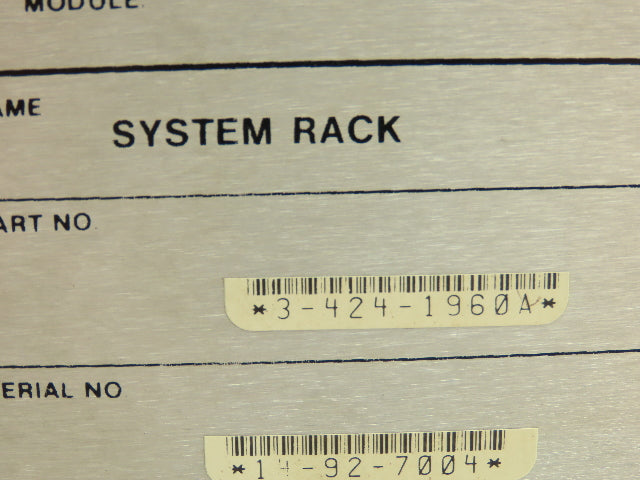 MODULE
AME
SYSTEM RACK
ART NO.
*3-424-1960A*
ERIAL NO
*14-92-7004*